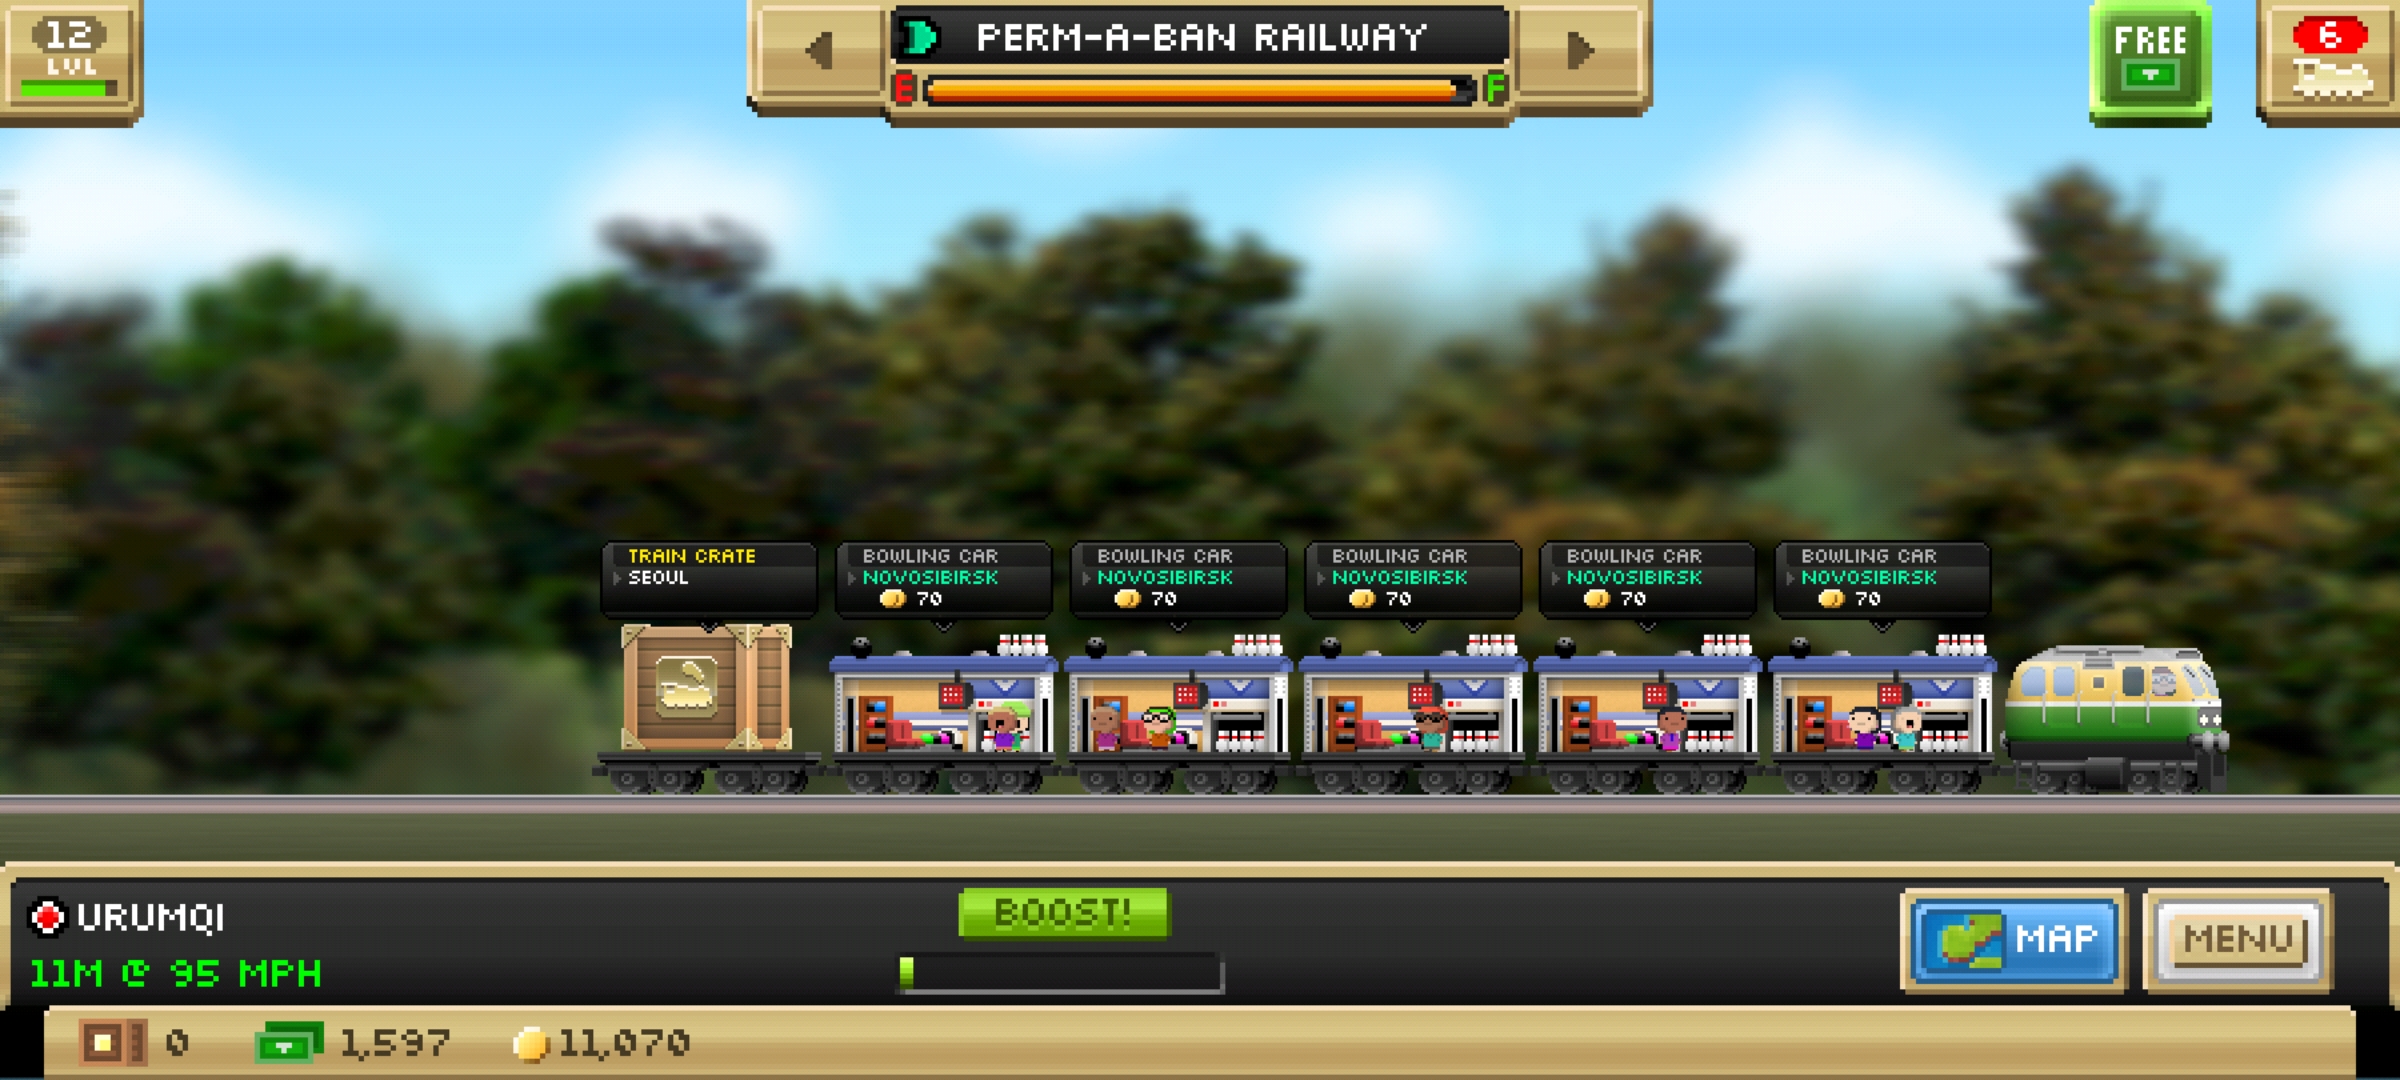 12
LVL
PERM-A-BAN RAILWAY
E
F
FREE
6
TRAIN CRATE
SEOUL
BOWLING CAR
NOVOSIBIRSK
70
BOWLING CAR
NOVOSIBIRSK
70
BOWLING CAR
NOVOSIBIRSK
70
BOWLING CAR
NOVOSIBIRSK
70
BOWLING CAR
NOVOSIBIRSK
70
URUMQI
11M @ 95 MPH
BOOST!
MAP
MENU
0
1,597
11,070